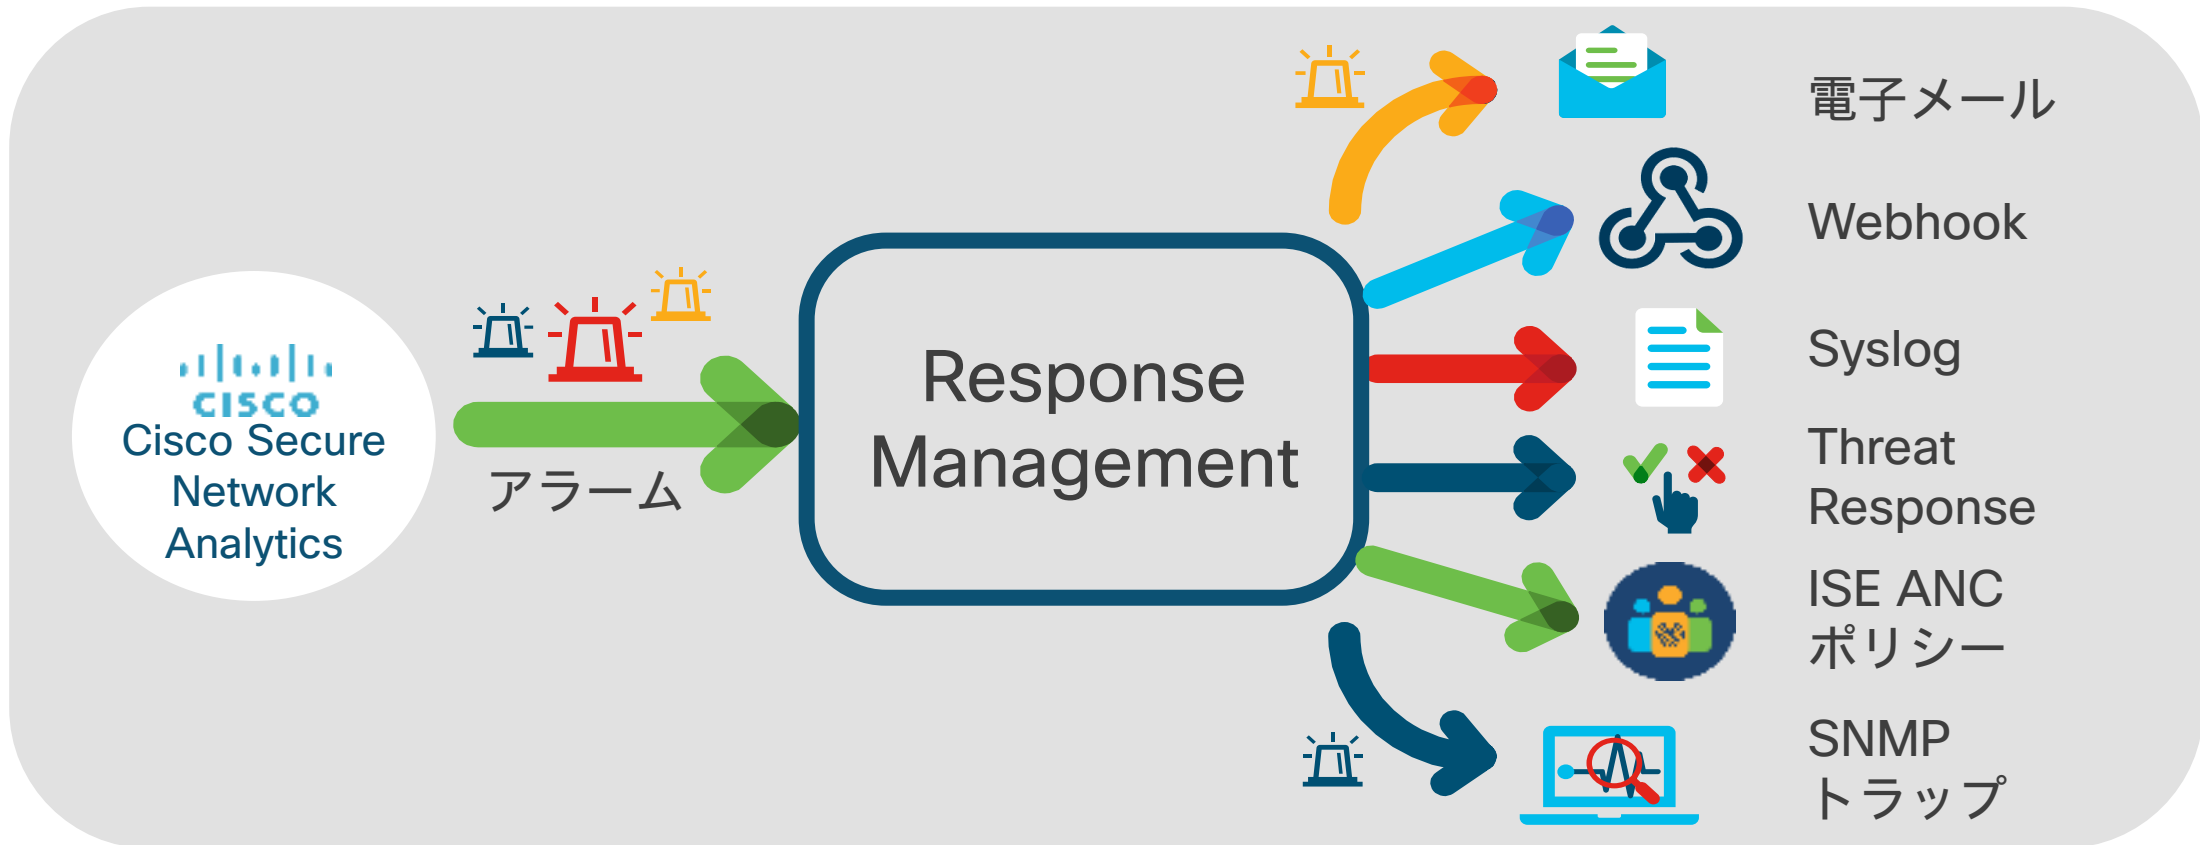 CISCO
Cisco Secure
Network
Analytics
アラーム
Response
Management
電子メール
Webhook
Syslog
Threat
Response
ISE ANC
ポリシー
SNMP
トラップ